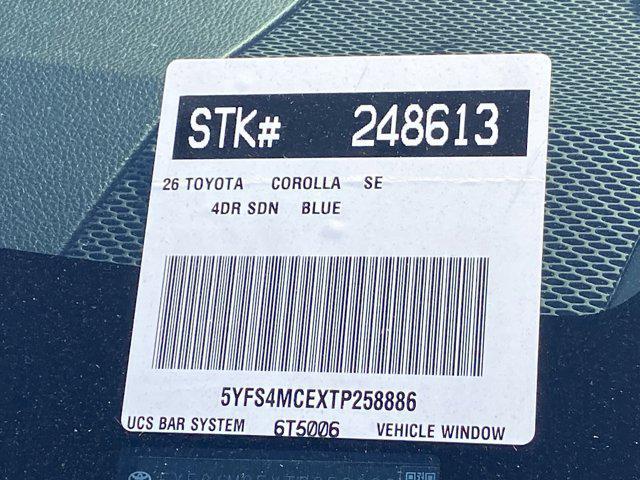 STK# 248613
26 TOYOTA COROLLA SE
4DR SDN BLUE
5YFS4MCEXTP258886
UCS BAR SYSTEM 6T5006 VEHICLE WINDOW